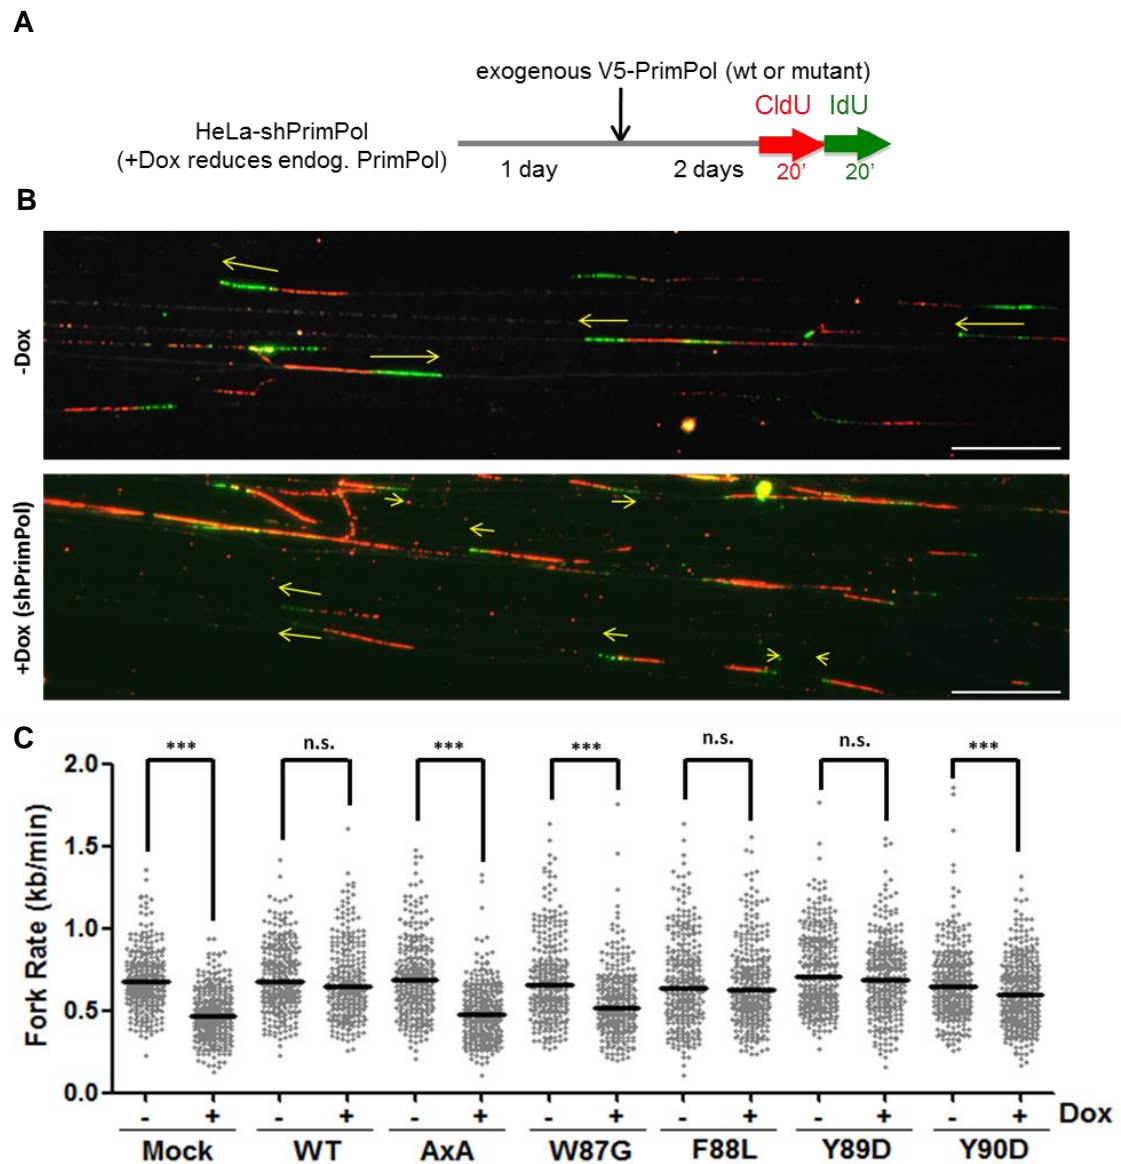 A
exogenous V5-PrimPol (wt or mutant)
CldU IdU
HeLa-shPrimPol
(+Dox reduces endog. PrimPol)
1 day 2 days 20’ 20’
B
-Dox
+Dox (shPrimPol)
C
*** n.s. *** *** n.s. n.s. ***
Fork Rate (kb/min)
2.0
1.5
1.0
0.5
0.0
- + - + - + - + - + - + - + Dox
Mock WT AxA W87G F88L Y89D Y90D